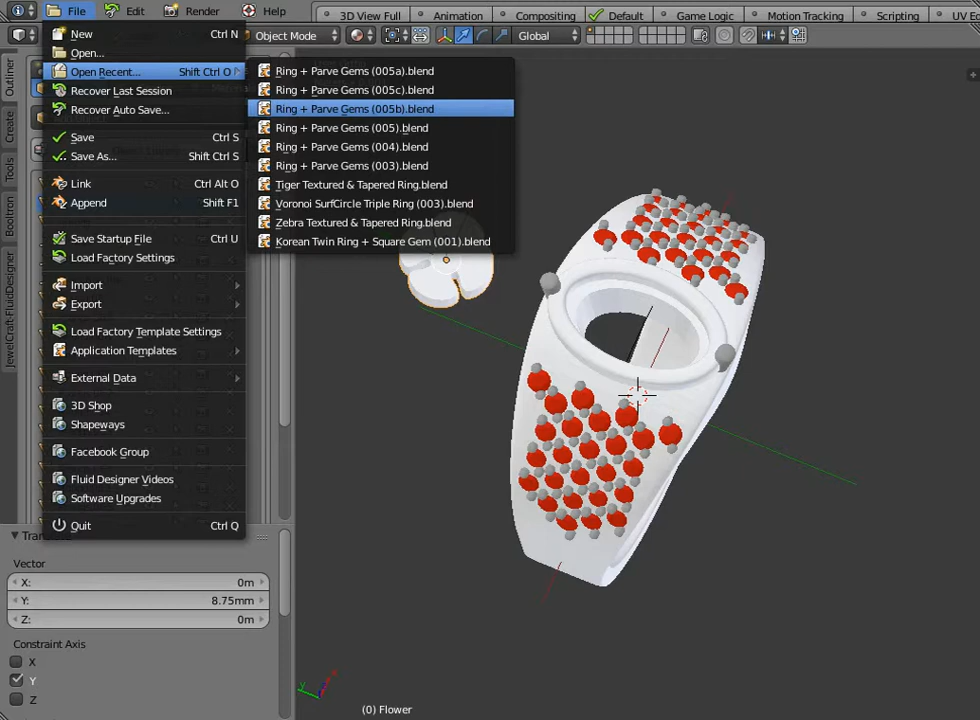 File Edit Render Help 3D View Full Animation Compositing Default Game Logic Motion Tracking Scripting UV Ed
Object Mode Global
Outliner
Create
Tools
Booltron
JewelCraft-FluidDesigner
New Ctrl N
Open...
Open Recent... Shift Ctrl O
Recover Last Session
Recover Auto Save...
Save Ctrl S
Save As... Shift Ctrl S
Link Ctrl Alt O
Append Shift F1
Save Startup File Ctrl U
Load Factory Settings
Import
Export
Load Factory Template Settings
Application Templates
External Data
3D Shop
Shapeways
Facebook Group
Fluid Designer Videos
Software Upgrades
Quit Ctrl Q
Ring + Parve Gems (005a).blend
Ring + Parve Gems (005c).blend
Ring + Parve Gems (005b).blend
Ring + Parve Gems (005).blend
Ring + Parve Gems (004).blend
Ring + Parve Gems (003).blend
Tiger Textured & Tapered Ring.blend
Voronoi SurfCircle Triple Ring (003).blend
Zebra Textured & Tapered Ring.blend
Korean Twin Ring + Square Gem (001).blend
Vector
X: 0m
Y: 8.75mm
Z: 0m
Constraint Axis
X
Y
Z
(0) Flower